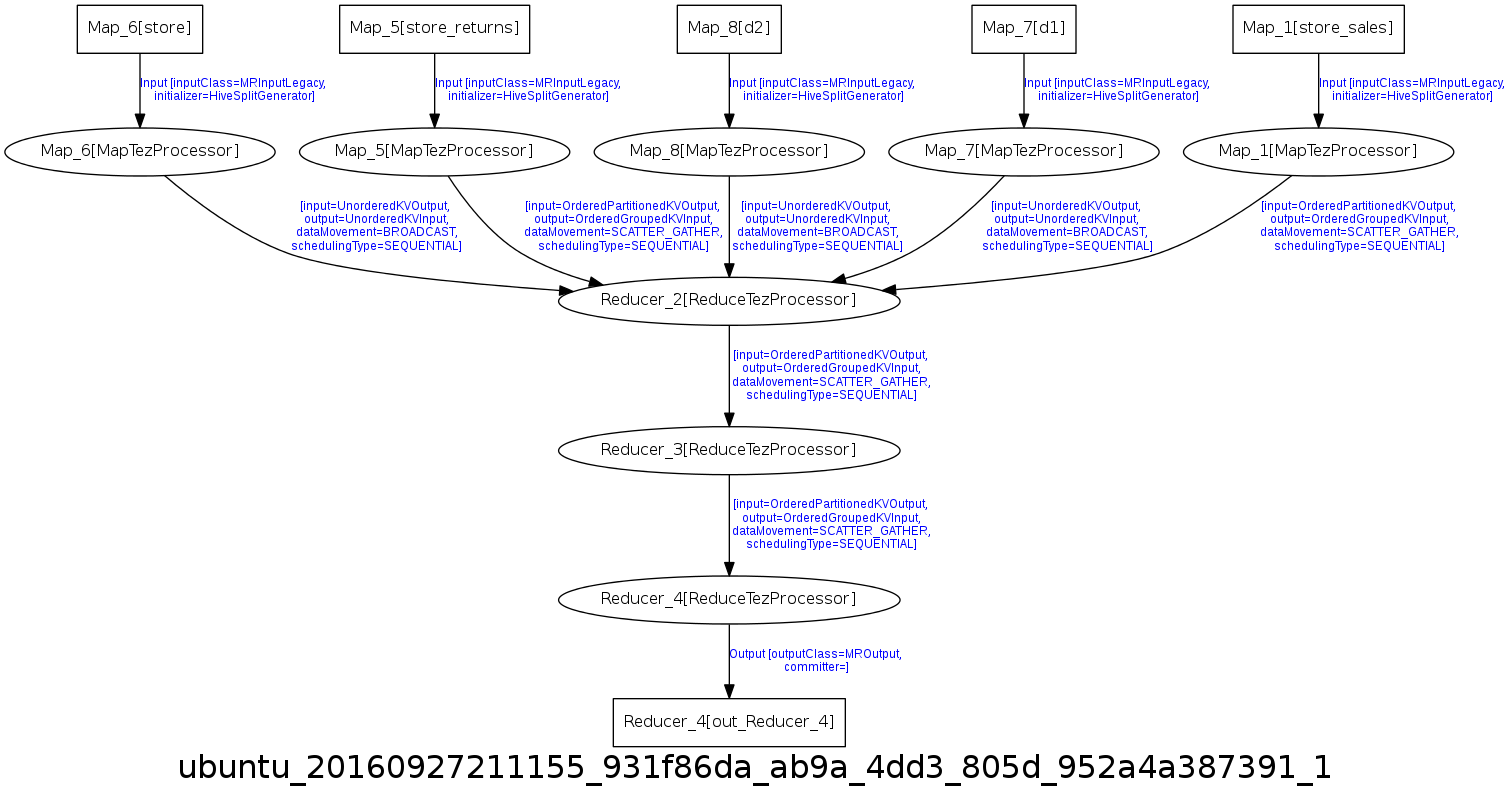 Map_6[store]
Map_5[store_returns]
Map_8[d2]
Map_7[d1]
Map_1[store_sales]
Input [inputClass=MRInputLegacy,
initializer=HiveSplitGenerator]
Input [inputClass=MRInputLegacy,
initializer=HiveSplitGenerator]
Input [inputClass=MRInputLegacy,
initializer=HiveSplitGenerator]
Input [inputClass=MRInputLegacy,
initializer=HiveSplitGenerator]
Input [inputClass=MRInputLegacy,
initializer=HiveSplitGenerator]
Map_6[MapTezProcessor]
Map_5[MapTezProcessor]
Map_8[MapTezProcessor]
Map_7[MapTezProcessor]
Map_1[MapTezProcessor]
[input=UnorderedKVOutput,
output=UnorderedKVInput,
dataMovement=BROADCAST,
schedulingType=SEQUENTIAL]
[input=OrderedPartitionedKVOutput,
output=OrderedGroupedKVInput,
dataMovement=SCATTER_GATHER,
schedulingType=SEQUENTIAL]
[input=UnorderedKVOutput,
output=UnorderedKVInput,
dataMovement=BROADCAST,
schedulingType=SEQUENTIAL]
[input=UnorderedKVOutput,
output=UnorderedKVInput,
dataMovement=BROADCAST,
schedulingType=SEQUENTIAL]
[input=OrderedPartitionedKVOutput,
output=OrderedGroupedKVInput,
dataMovement=SCATTER_GATHER,
schedulingType=SEQUENTIAL]
Reducer_2[ReduceTezProcessor]
[input=OrderedPartitionedKVOutput,
output=OrderedGroupedKVInput,
dataMovement=SCATTER_GATHER,
schedulingType=SEQUENTIAL]
Reducer_3[ReduceTezProcessor]
[input=OrderedPartitionedKVOutput,
output=OrderedGroupedKVInput,
dataMovement=SCATTER_GATHER,
schedulingType=SEQUENTIAL]
Reducer_4[ReduceTezProcessor]
Output [outputClass=MROutput,
committer=]
Reducer_4[out_Reducer_4]
ubuntu_20160927211155_931f86da_ab9a_4dd3_805d_952a4a387391_1